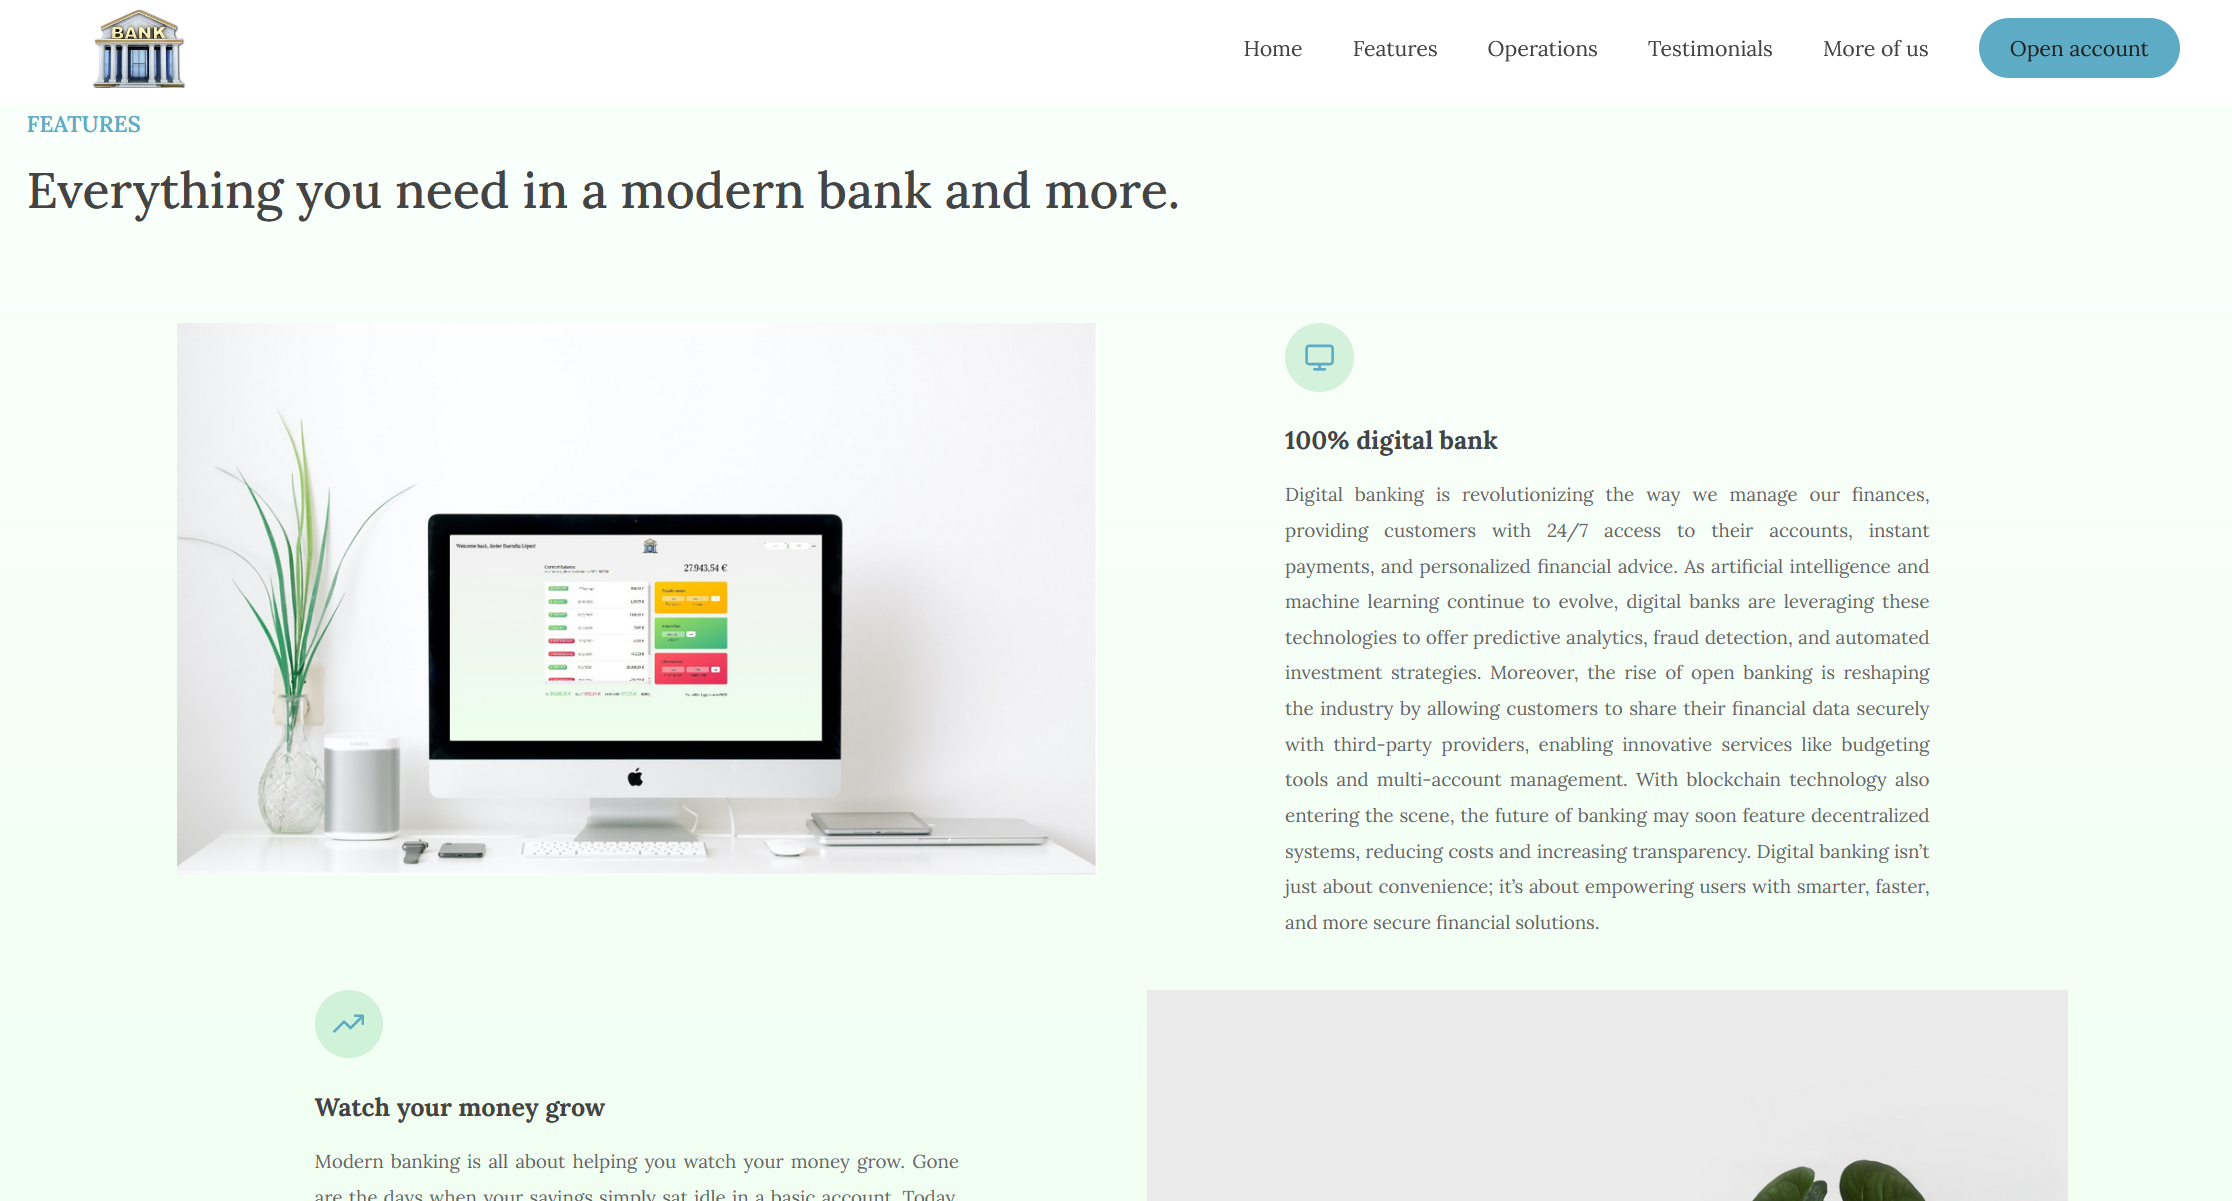 BANK
Home
Features
Operations
Testimonials
More of us
Open account
FEATURES
Everything you need in a modern bank and more.
Current balance
27.943,54 €
100% digital bank
Digital banking is revolutionizing the way we manage our finances,
providing customers with 24/7 access to their accounts, instant
payments, and personalized financial advice. As artificial intelligence and
machine learning continue to evolve, digital banks are leveraging these
technologies to offer predictive analytics, fraud detection, and automated
investment strategies. Moreover, the rise of open banking is reshaping
the industry by allowing customers to share their financial data securely
with third-party providers, enabling innovative services like budgeting
tools and multi-account management. With blockchain technology also
entering the scene, the future of banking may soon feature decentralized
systems, reducing costs and increasing transparency. Digital banking isn’t
just about convenience; it’s about empowering users with smarter, faster,
and more secure financial solutions.
Watch your money grow
Modern banking is all about helping you watch your money grow. Gone
are the days when your savings simply sat idle in a basic account. Today,